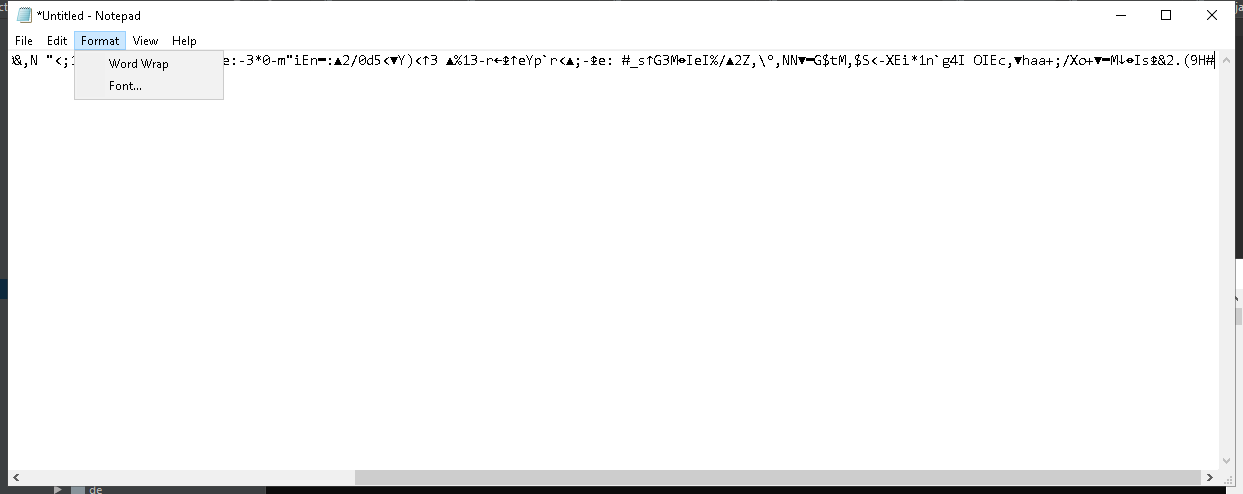 *Untitled - Notepad
File Edit Format View Help
&,N "<;1
Word Wrap
Font...
e:-3*0-m"iEn━:▲2/0d5<▼Y)<↑3 ▲%13-r←⇭↑eYp`r<▲;-⇭e: #_s↑G3M⬌IeI%/▲2Z,\°,NN▼━G$tM,$S<-XEi*1n`g4I OIEc,▼haa+;/Xo+▼━M↓⬌Is⇭&2.(9H#
de